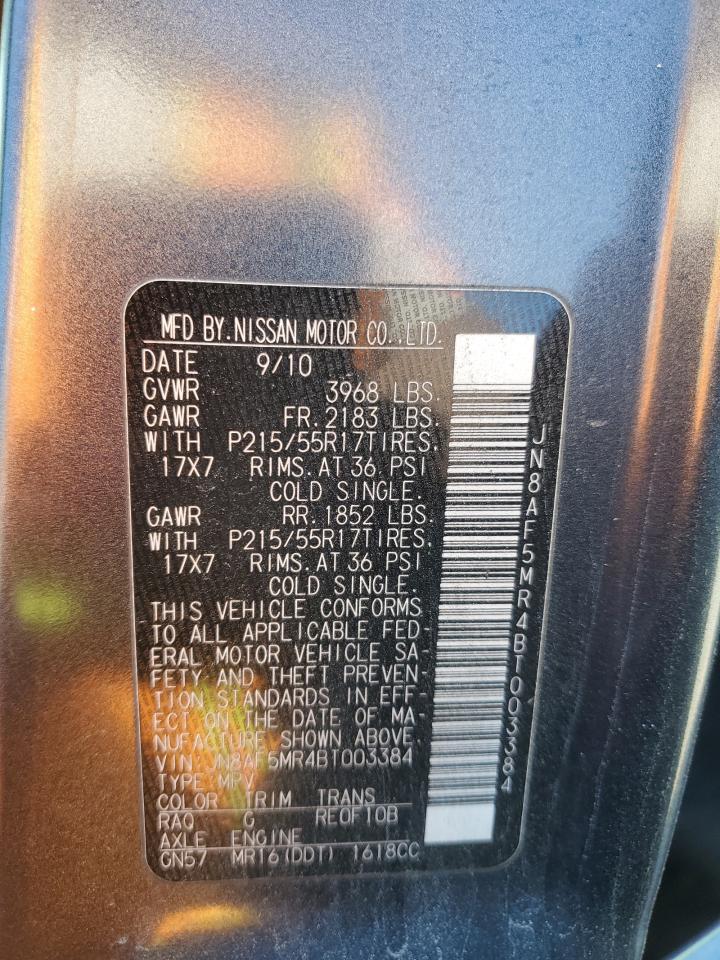 MFD BY.NISSAN MOTOR CO.,LTD.
DATE 9/10
GVWR 3968 LBS.
GAWR FR.2183 LBS.
WITH P215/55R17TIRES.
17X7 RIMS.AT 36 PSI
COLD SINGLE.
GAWR RR.1852 LBS.
WITH P215/55R17TIRES.
17X7 RIMS.AT 36 PSI
COLD SINGLE.
THIS VEHICLE CONFORMS
TO ALL APPLICABLE FED-
ERAL MOTOR VEHICLE SA-
FETY AND THEFT PREVEN-
TION STANDARDS IN EFF-
ECT ON THE DATE OF MA-
NUFACTURE SHOWN ABOVE.
VIN:JN8AF5MR4BT003384
TYPE:MPV
COLOR TRIM TRANS
RAQ G RE0F10B
AXLE ENGINE
GN57 MR16(DDT) 1618CC
JN8AF5MR4BT003384